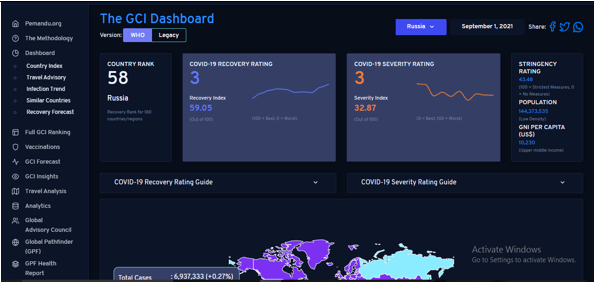 The GCI Dashboard
Version: WHO Legacy
Russia
September 1, 2021
Share:
Pemandu.org
The Methodology
Dashboard
Country Index
Travel Advisory
Infection Trend
Similar Countries
Recovery Forecast
Full GCI Ranking
Vaccinations
GCI Forecast
GCI Insights
Travel Analysis
Analytics
Global
Advisory Council
Global Pathfinder
(GPF)
GPF Health
Report
COUNTRY RANK
58
Russia
Recovery Rank for 180
countries/regions
COVID-19 RECOVERY RATING
3
Recovery Index
59.05
(Out of 100)
(100 = Best, 0 = Worst)
COVID-19 SEVERITY RATING
3
Severity Index
32.87
(Out of 100)
(0 = Best, 100 = Worst)
STRINGENCY
RATING
43.48
(100 = Strictest Measures, 0
= No Measures)
POPULATION
(Low Density)
GNI PER CAPITA
(US$)
10,230
(Upper middle income)
COVID-19 Recovery Rating Guide
COVID-19 Severity Rating Guide
Total Cases : 6,937,333 (+0.27%)
Activate Windows
Go to Settings to activate Windows.